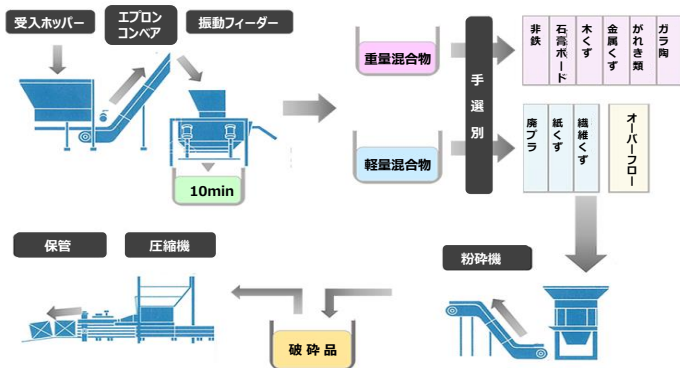 受入ホッパー
エプロン
コンベア
振動フィーダー
10min
重量混合物
軽量混合物
手選別
非鉄
石膏ボード
木くず
金属くず
がれき類
ガラ陶
廃プラ
紙くず
繊維くず
オーバーフロー
粉砕機
破砕品
圧縮機
保管